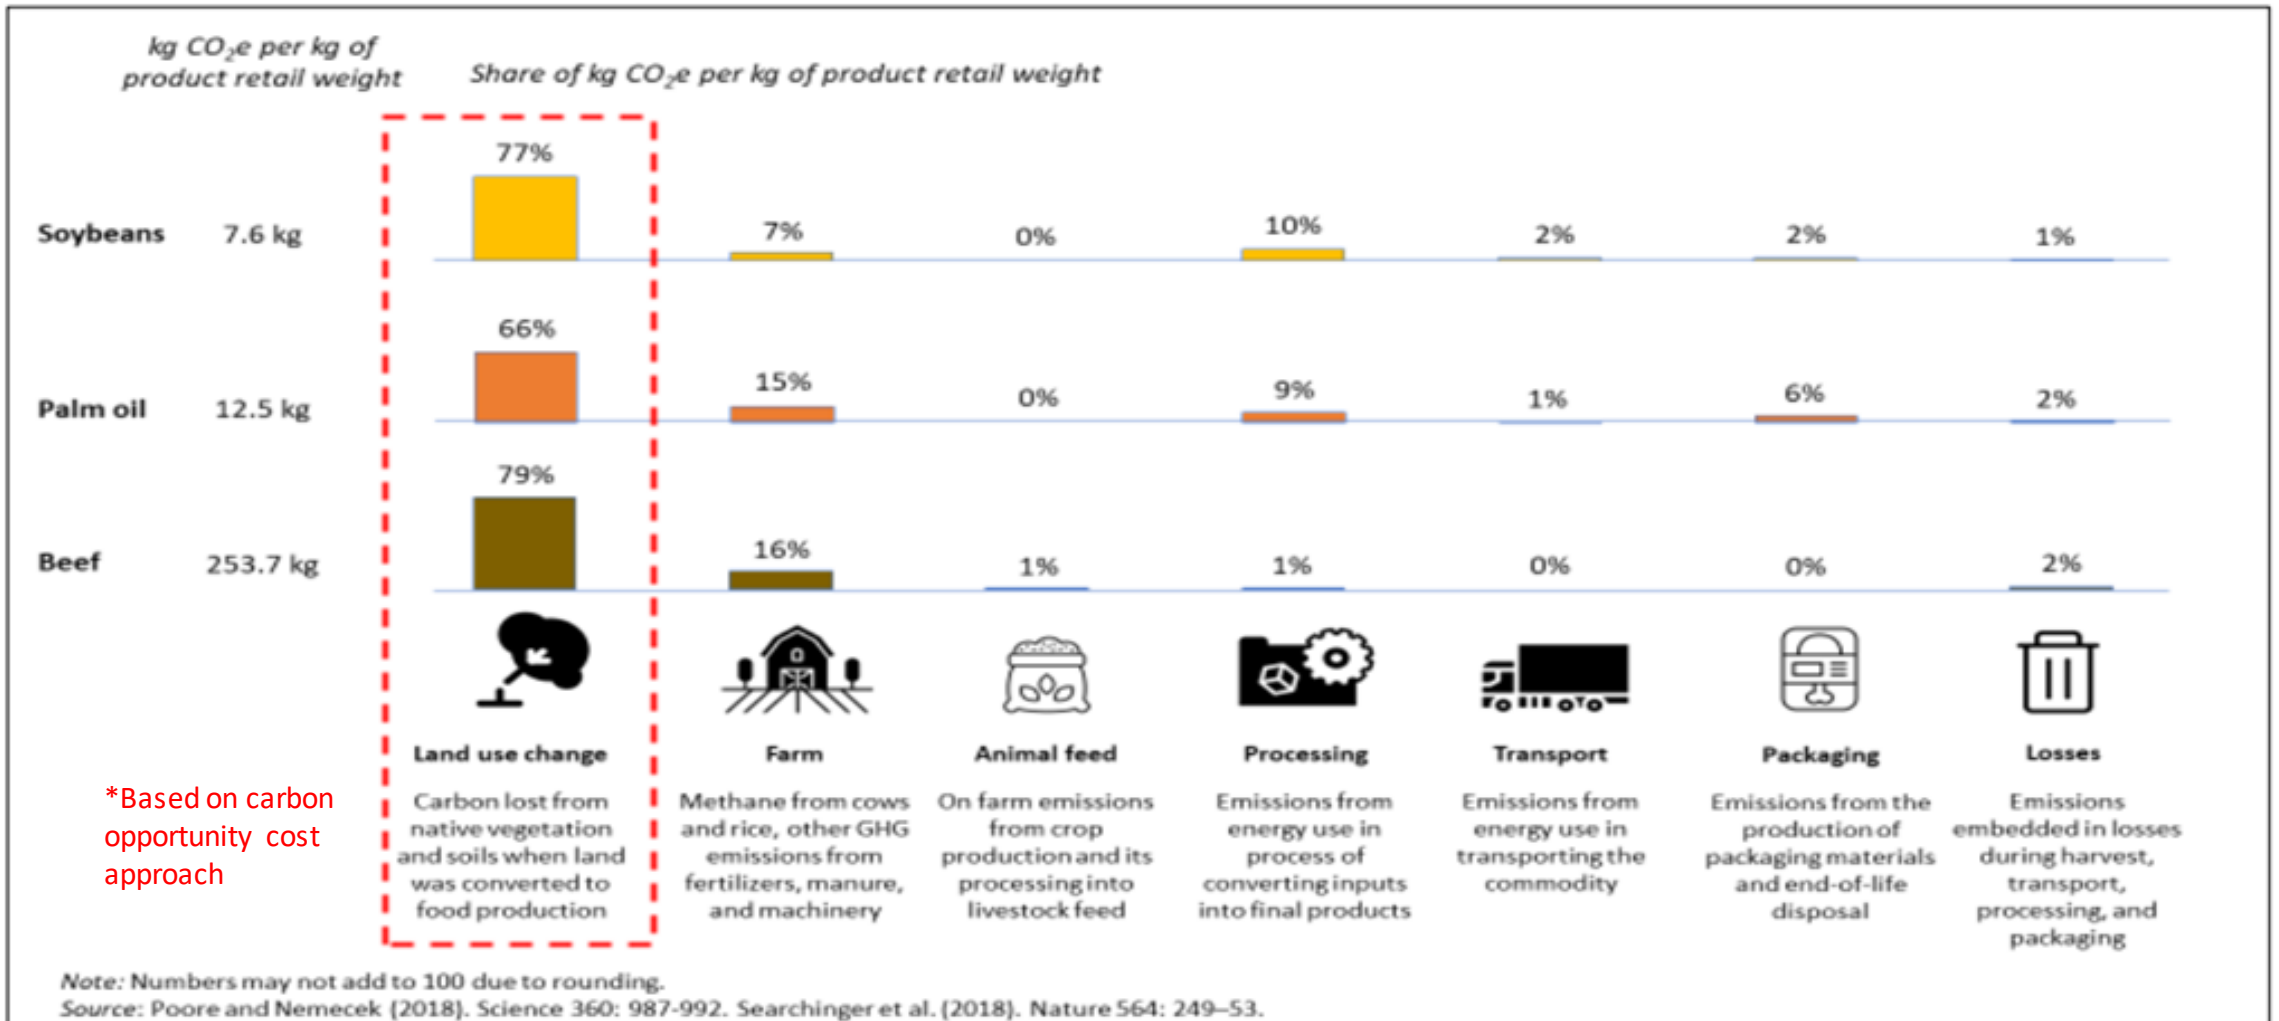 kg CO₂e per kg of
product retail weight
Share of kg CO₂e per kg of product retail weight
77%
Soybeans 7.6 kg 7% 0% 10% 2% 2% 1%
66%
Palm oil 12.5 kg 15% 0% 9% 1% 6% 2%
79%
Beef 253.7 kg 16% 1% 1% 0% 0% 2%
Land use change
Carbon lost from
native vegetation
and soils when land
was converted to
food production
Farm
Methane from cows
and rice, other GHG
emissions from
fertilizers, manure,
and machinery
Animal feed
On farm emissions
from crop
production and its
processing into
livestock feed
Processing
Emissions from
energy use in
process of
converting inputs
into final products
Transport
Emissions from
energy use in
transporting the
commodity
Packaging
Emissions from the
production of
packaging materials
and end-of-life
disposal
Losses
Emissions
embedded in losses
during harvest,
transport,
processing, and
packaging
*Based on carbon
opportunity cost
approach
Note: Numbers may not add to 100 due to rounding.
Source: Poore and Nemecek (2018). Science 360: 987-992. Searchinger et al. (2018). Nature 564: 249–53.